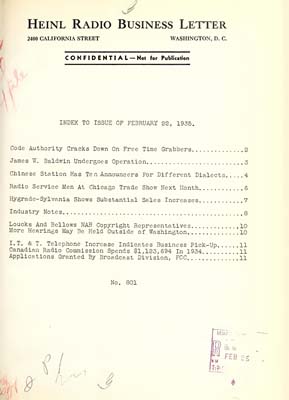 HEINL RADIO BUSINESS LETTER
2400 CALIFORNIA STREET WASHINGTON, D. C.
CONFIDENTIAL—Not for Publication
INDEX TO ISSUE OF FEBRUARY 22, 1935.
Code Authority Cracks Down On Free Time Grabbers............2
James W. Baldwin Undergoes Operation........................3
Chinese Station Has Ten Announcers For Different Dialects...4
Radio Service Men At Chicago Trade Show Next Month..........6
Hygrade-Sylvania Shows Substantial Sales Increases..........7
Industry Notes..............................................8
Loucks And Bellows NAB Copyright Representatives...........10
More Hearings May Be Held Outside of Washington............10
I.T. & T. Telephone Increase Indicates Business Pick-Up.....11
Canadian Radio Commission Spends $1,123,694 In 1934.........11
Applications Granted By Broadcast Division, FCC.............11
No. 801
FEB